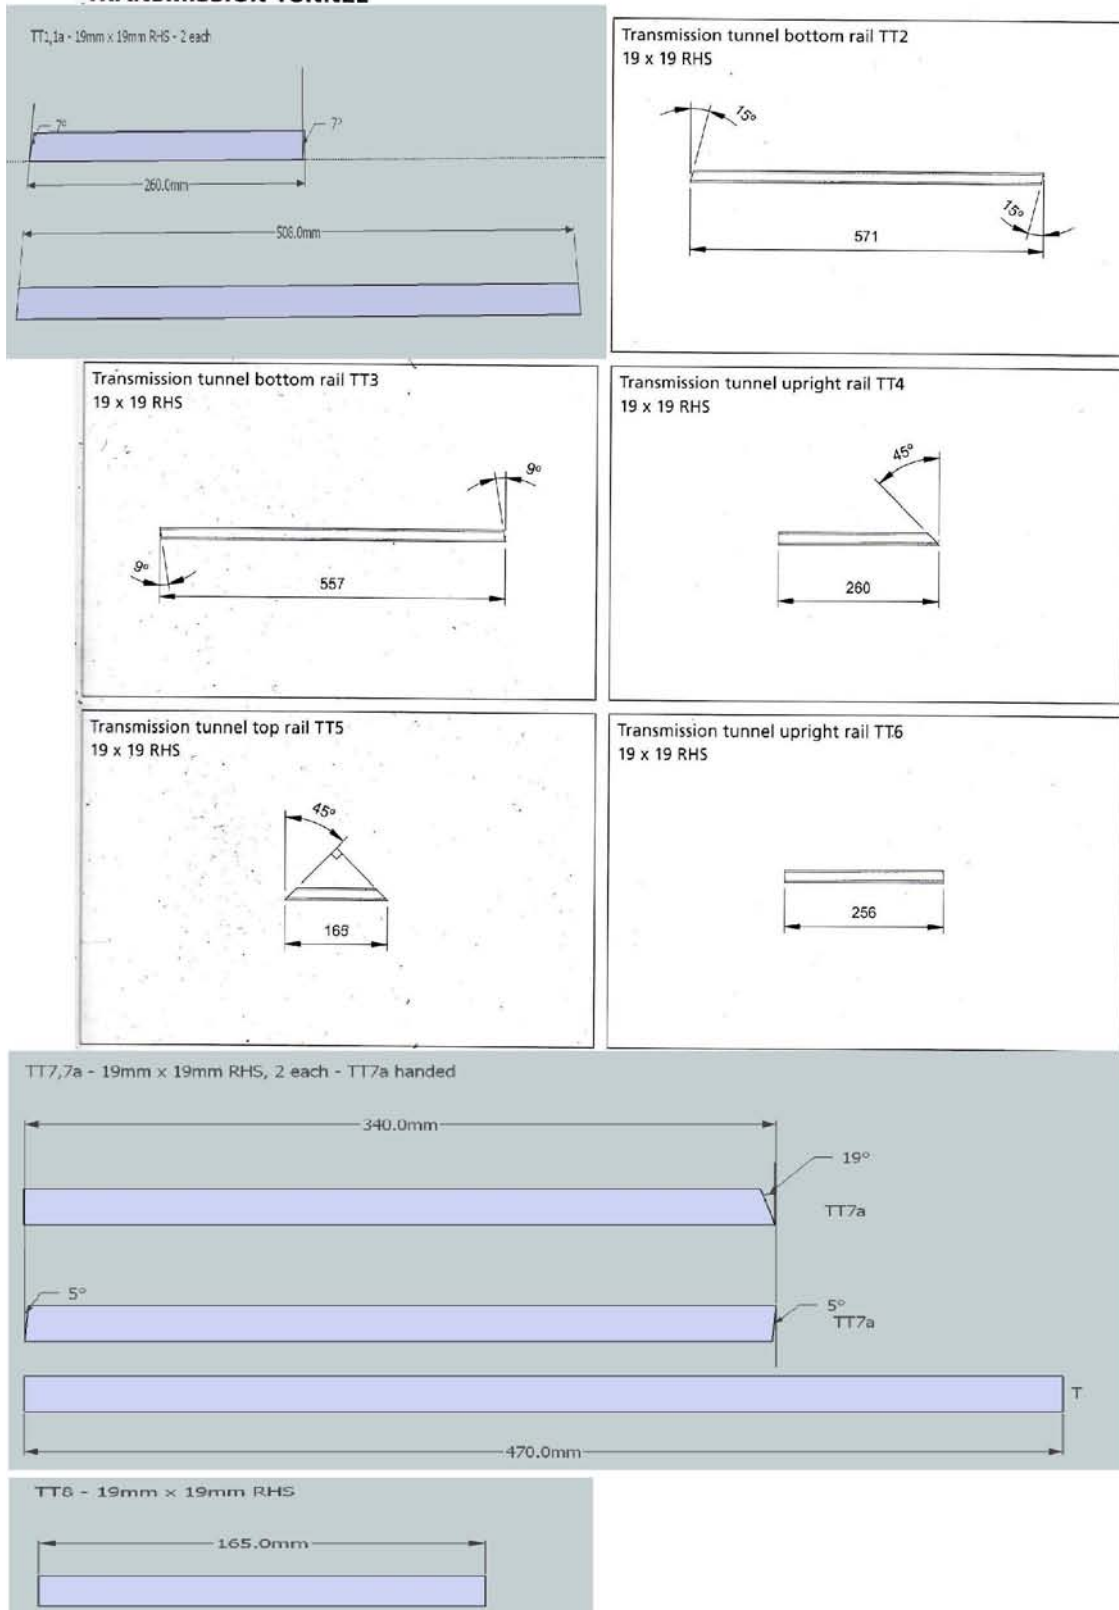 TRANSMISSION TUNNEL
TT1,1a - 19mm x 19mm RHS - 2 each
7°
7°
260.0mm
508.0mm
Transmission tunnel bottom rail TT2
19 x 19 RHS
15°
15°
571
Transmission tunnel bottom rail TT3
19 x 19 RHS
9°
9°
557
Transmission tunnel upright rail TT4
19 x 19 RHS
45°
260
Transmission tunnel top rail TT5
19 x 19 RHS
45°
Transmission tunnel upright rail TT6
19 x 19 RHS
256
TT7,7a - 19mm x 19mm RHS, 2 each - TT7a handed
340.0mm
19°
TT7a
5°
5°
TT7a
T
470.0mm
TT8 - 19mm x 19mm RHS
165.0mm